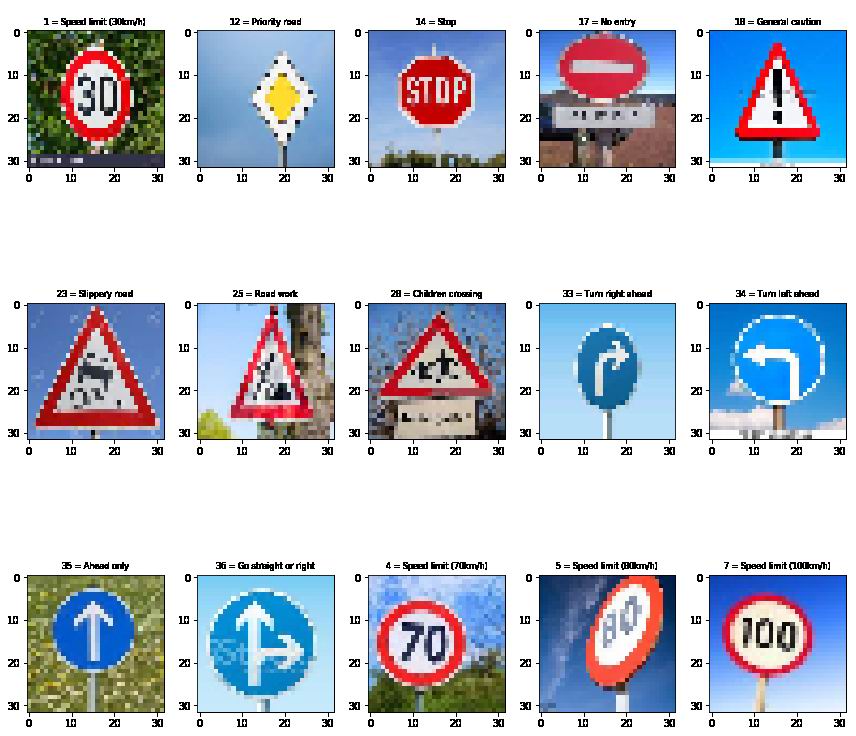 1 = Speed limit (30km/h)
12 = Priority road
14 = Stop
17 = No entry
18 = General caution
0
10
20
30
0 10 20 30
30
0
10
20
30
0 10 20 30
0
10
20
30
0 10 20 30
STOP
0
10
20
30
0 10 20 30
0
10
20
30
0 10 20 30
23 = Slippery road
25 = Road work
28 = Children crossing
33 = Turn right ahead
34 = Turn left ahead
0
10
20
30
0 10 20 30
0
10
20
30
0 10 20 30
0
10
20
30
0 10 20 30
0
10
20
30
0 10 20 30
0
10
20
30
0 10 20 30
35 = Ahead only
36 = Go straight or right
4 = Speed limit (70km/h)
5 = Speed limit (80km/h)
7 = Speed limit (100km/h)
0
10
20
30
0 10 20 30
0
10
20
30
0 10 20 30
0
10
20
30
0 10 20 30
70
0
10
20
30
0 10 20 30
80
0
10
20
30
0 10 20 30
100